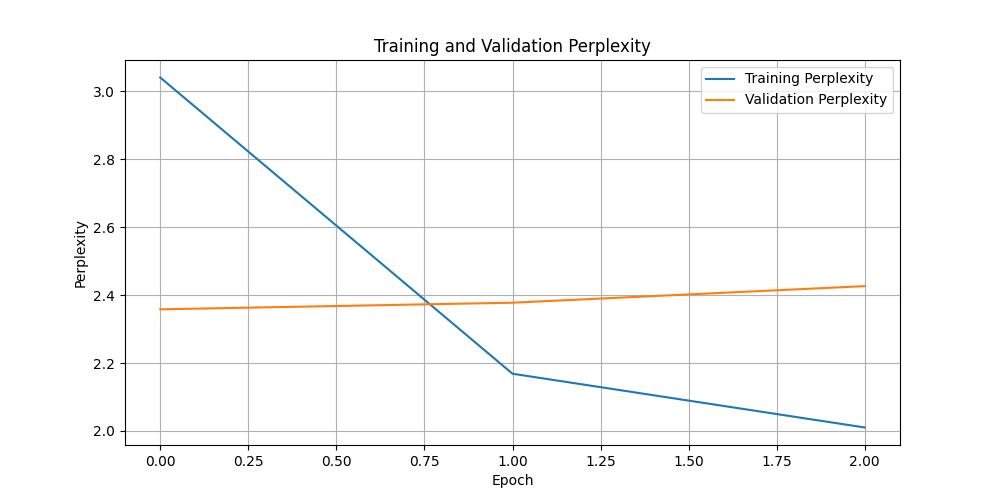 Training and Validation Perplexity
Training Perplexity
Validation Perplexity
Perplexity
3.0
2.8
2.6
2.4
2.2
2.0
0.00 0.25 0.50 0.75 1.00 1.25 1.50 1.75 2.00
Epoch